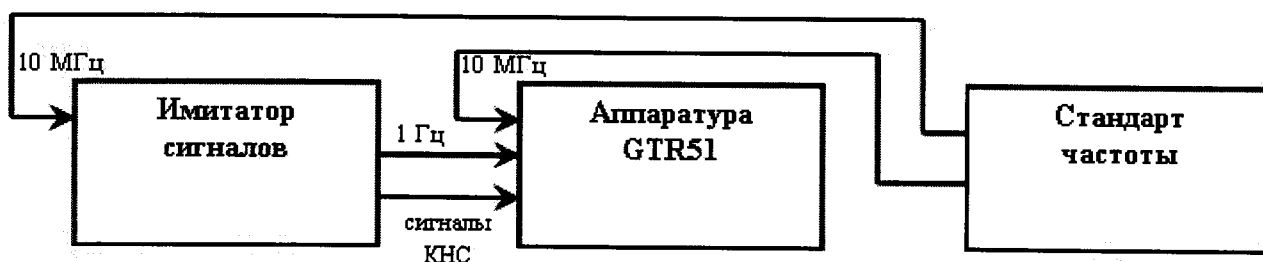 10 МГц
Имитатор
сигналов
1 Гц
сигналы
КНС
10 МГц
Аппаратура
GTR51
Стандарт
частоты